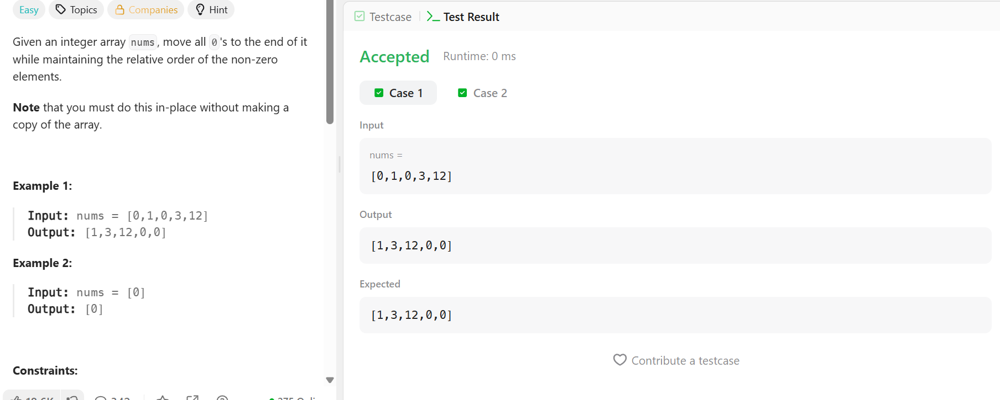 Easy Topics Companies Hint
Given an integer array nums, move all 0's to the end of it
while maintaining the relative order of the non-zero
elements.
Note that you must do this in-place without making a
copy of the array.
Example 1:
Input: nums = [0,1,0,3,12]
Output: [1,3,12,0,0]
Example 2:
Input: nums = [0]
Output: [0]
Constraints:
Testcase Test Result
Accepted Runtime: 0 ms
Case 1 Case 2
Input
nums =
[0,1,0,3,12]
Output
[1,3,12,0,0]
Expected
[1,3,12,0,0]
Contribute a testcase